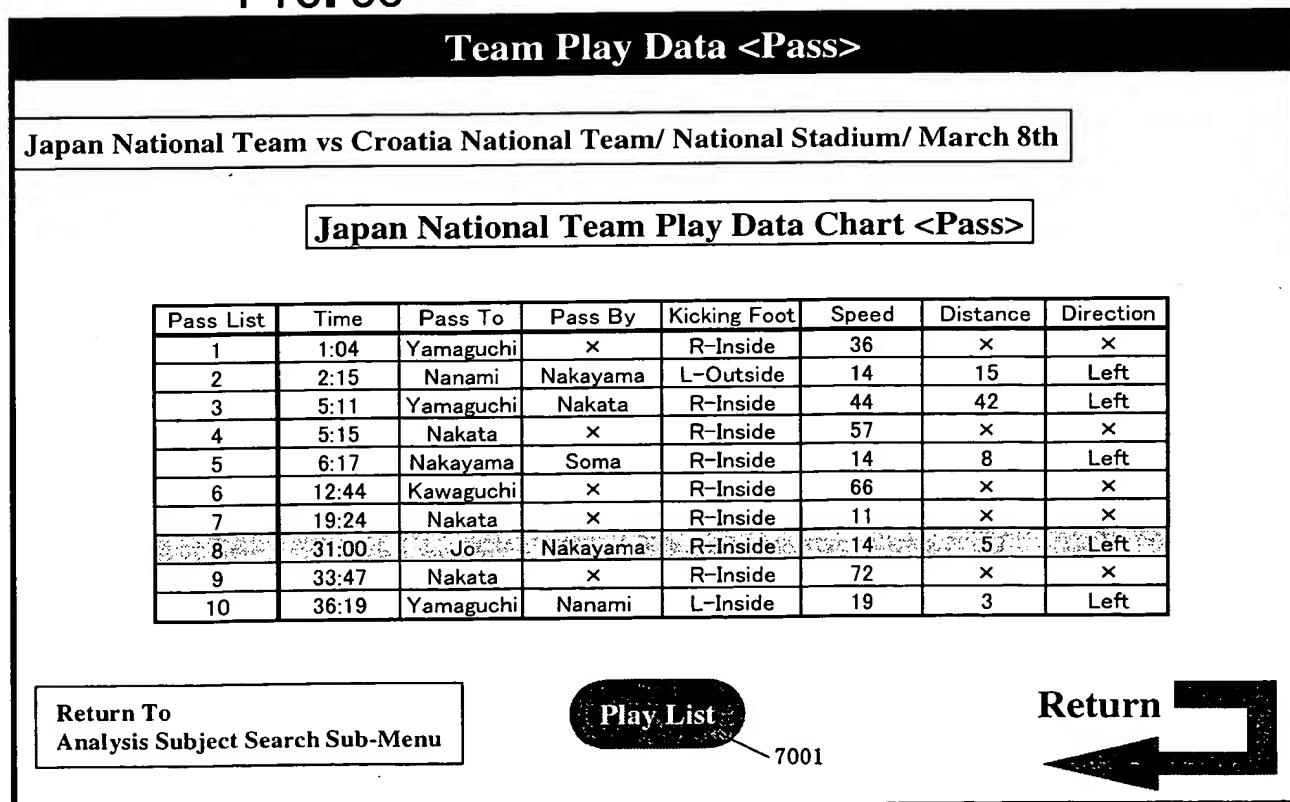 Team Play Data <Pass>
Japan National Team vs Croatia National Team/ National Stadium/ March 8th
Japan National Team Play Data Chart <Pass>
Pass List Time Pass To Pass By Kicking Foot Speed Distance Direction
1 1:04 Yamaguchi × R-Inside 36 × ×
2 2:15 Nanami Nakayama L-Outside 14 15 Left
3 5:11 Yamaguchi Nakata R-Inside 44 42 Left
4 5:15 Nakata × R-Inside 57 × ×
5 6:17 Nakayama Soma R-Inside 14 8 Left
6 12:44 Kawaguchi × R-Inside 66 × ×
7 19:24 Nakata × R-Inside 11 × ×
8 31:00 Jo Nakayama R-Inside 14 5 Left
9 33:47 Nakata × R-Inside 72 × ×
10 36:19 Yamaguchi Nanami L-Inside 19 3 Left
Return To
Analysis Subject Search Sub-Menu
Play List
Return
7001